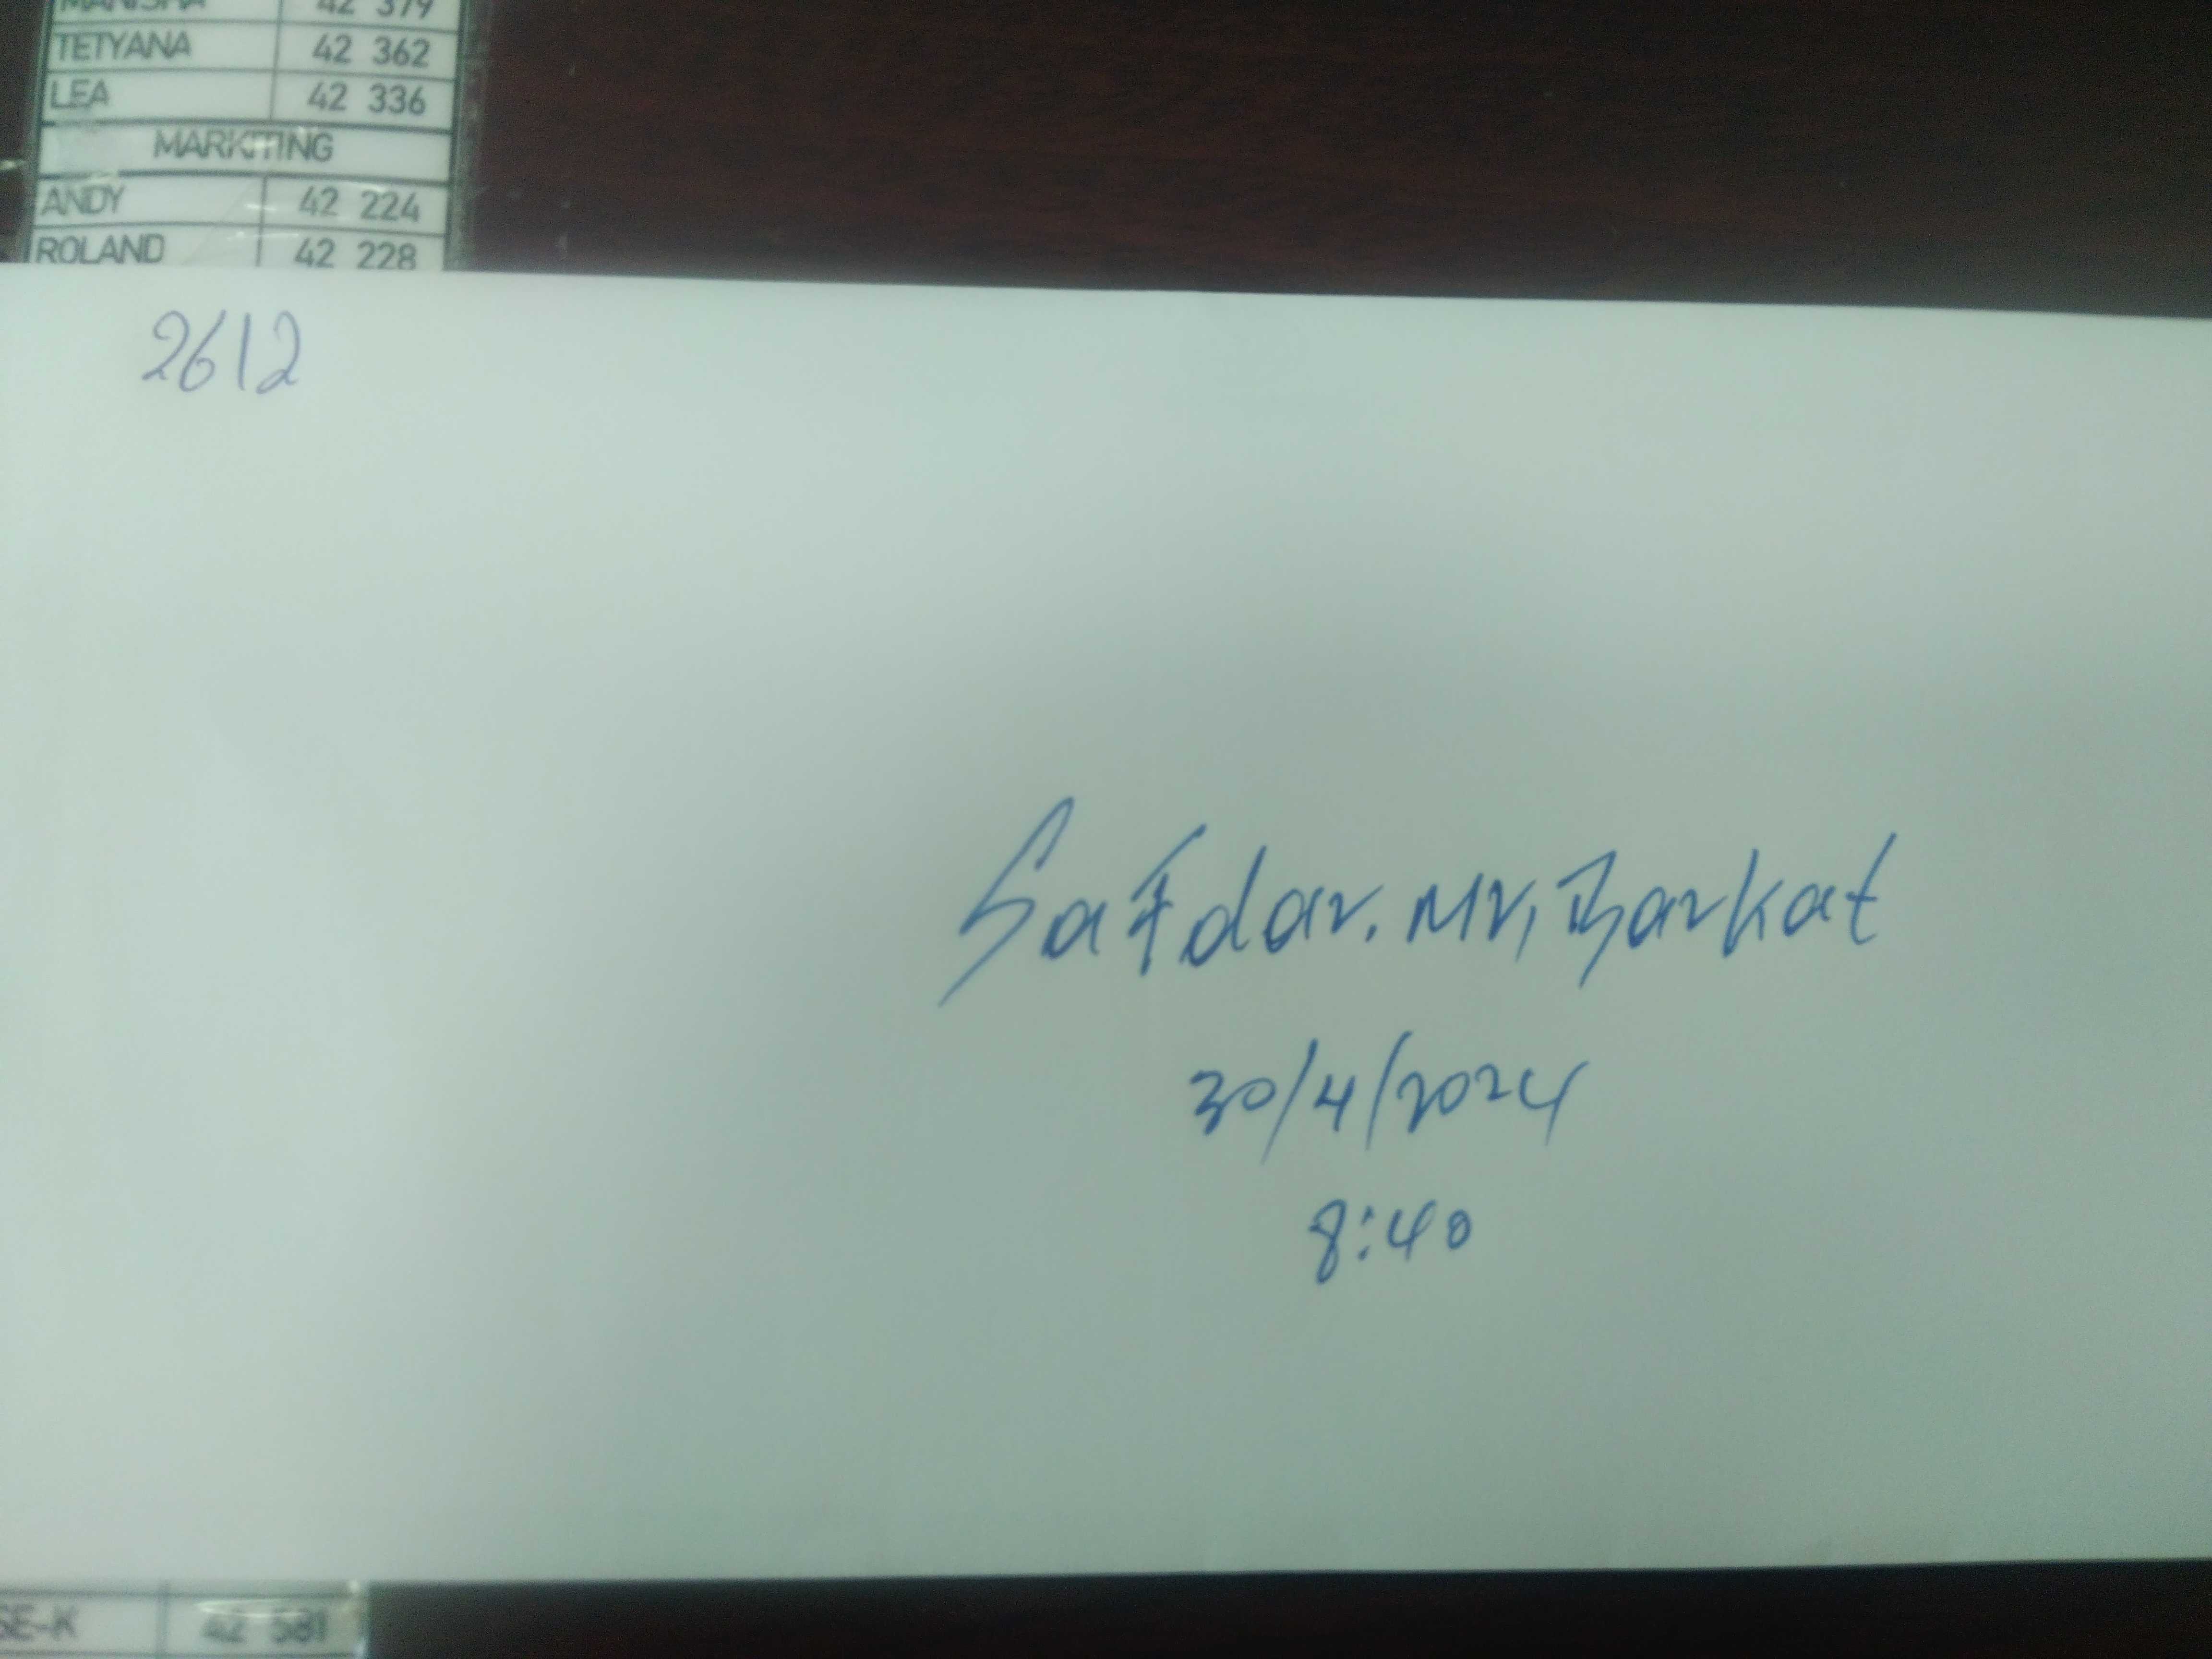 MANISHA 42 379
TETYANA 42 362
LEA 42 336
MARKITING
ANDY 42 224
ROLAND 42 228
2612
Safdar. Mr, Barkat
30/4/2024
8:40
SE-K 42 581